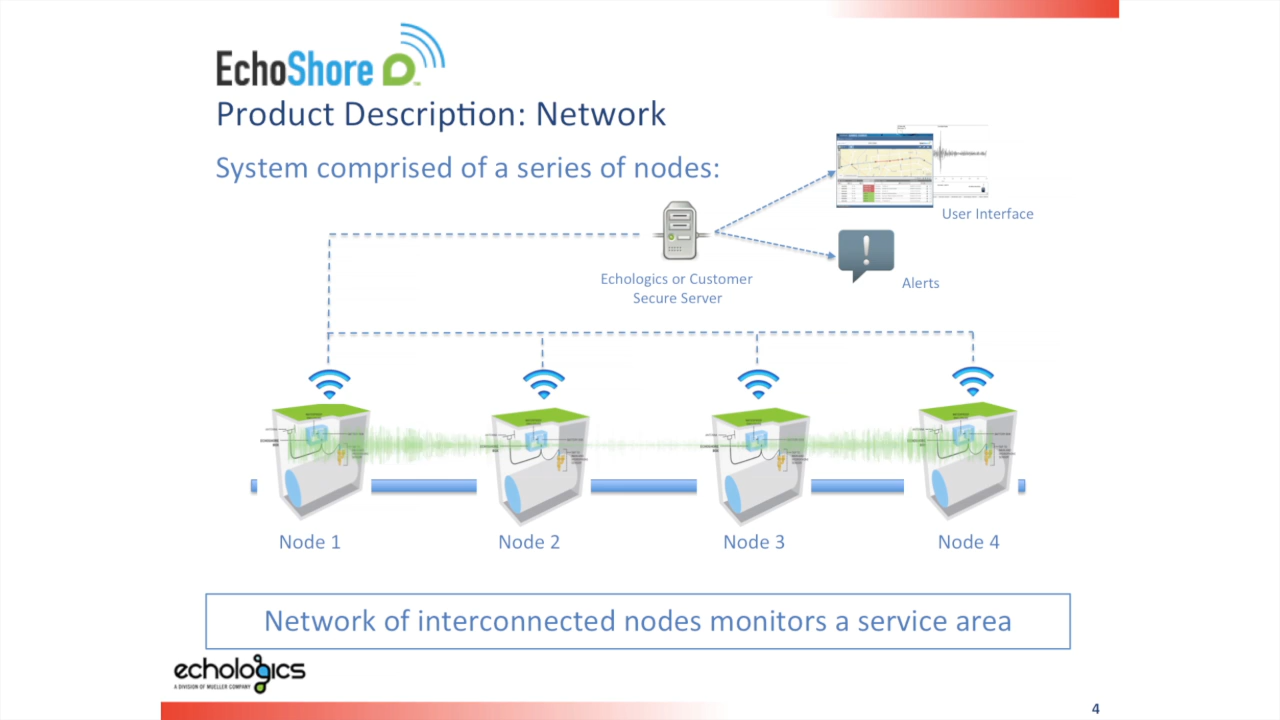 EchoShore
Product Description: Network
System comprised of a series of nodes:
User Interface
Echologics or Customer
Secure Server
Alerts
Node 1
Node 2
Node 3
Node 4
Network of interconnected nodes monitors a service area
echologics
A DIVISION OF MUELLER COMPANY
4